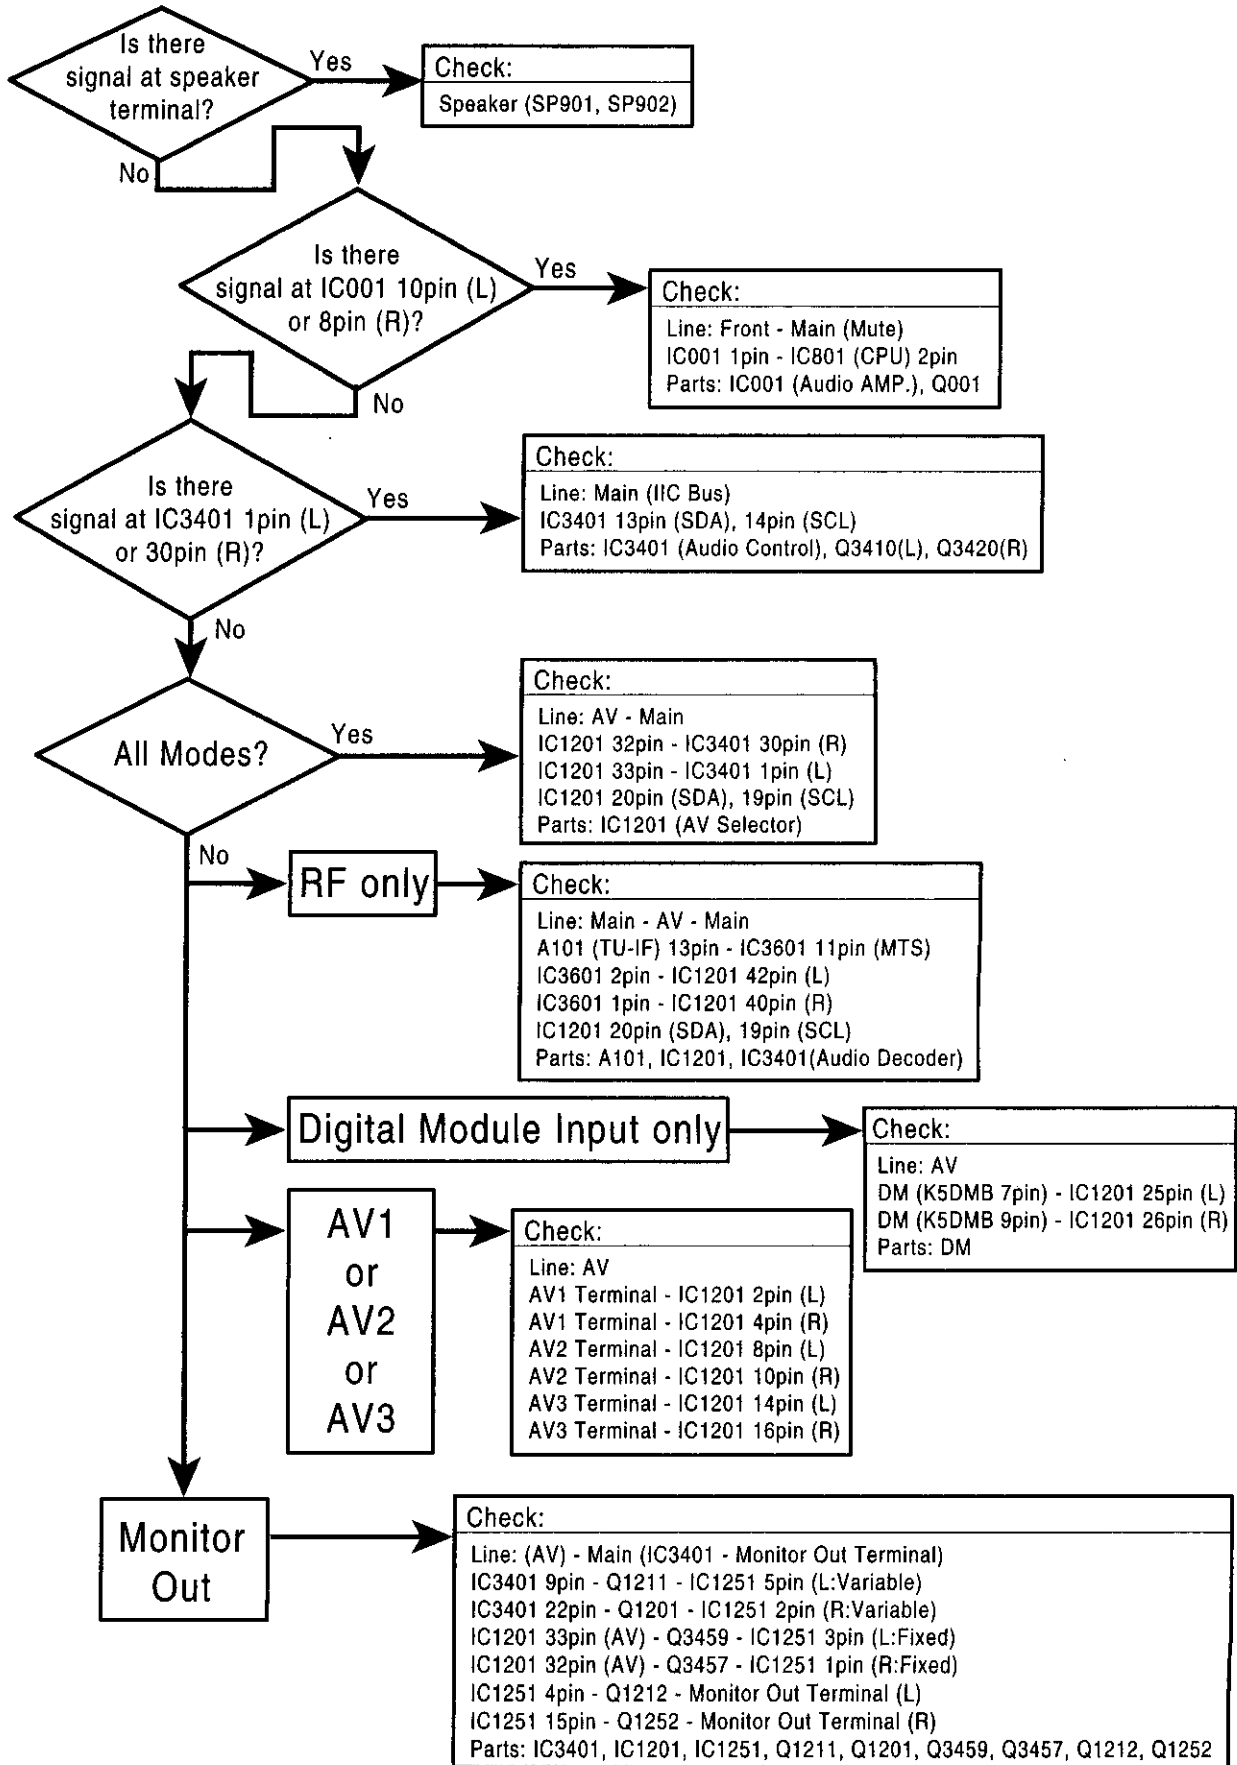 Is there
signal at speaker
terminal?
Yes
Check:
Speaker (SP901, SP902)
No
Is there
signal at IC001 10pin (L)
or 8pin (R)?
Yes
Check:
Line: Front - Main (Mute)
IC001 1pin - IC801 (CPU) 2pin
Parts: IC001 (Audio AMP.), Q001
No
Is there
signal at IC3401 1pin (L)
or 30pin (R)?
Yes
Check:
Line: Main (IIC Bus)
IC3401 13pin (SDA), 14pin (SCL)
Parts: IC3401 (Audio Control), Q3410(L), Q3420(R)
No
All Modes?
Yes
Check:
Line: AV - Main
IC1201 32pin - IC3401 30pin (R)
IC1201 33pin - IC3401 1pin (L)
IC1201 20pin (SDA), 19pin (SCL)
Parts: IC1201 (AV Selector)
No
RF only
Check:
Line: Main - AV - Main
A101 (TU-IF) 13pin - IC3601 11pin (MTS)
IC3601 2pin - IC1201 42pin (L)
IC3601 1pin - IC1201 40pin (R)
IC1201 20pin (SDA), 19pin (SCL)
Parts: A101, IC1201, IC3401(Audio Decoder)
Digital Module Input only
Check:
Line: AV
DM (K5DMB 7pin) - IC1201 25pin (L)
DM (K5DMB 9pin) - IC1201 26pin (R)
Parts: DM
AV1
or
AV2
or
AV3
Check:
Line: AV
AV1 Terminal - IC1201 2pin (L)
AV1 Terminal - IC1201 4pin (R)
AV2 Terminal - IC1201 8pin (L)
AV2 Terminal - IC1201 10pin (R)
AV3 Terminal - IC1201 14pin (L)
AV3 Terminal - IC1201 16pin (R)
Monitor
Out
Check:
Line: (AV) - Main (IC3401 - Monitor Out Terminal)
IC3401 9pin - Q1211 - IC1251 5pin (L:Variable)
IC3401 22pin - Q1201 - IC1251 2pin (R:Variable)
IC1201 33pin (AV) - Q3459 - IC1251 3pin (L:Fixed)
IC1201 32pin (AV) - Q3457 - IC1251 1pin (R:Fixed)
IC1251 4pin - Q1212 - Monitor Out Terminal (L)
IC1251 15pin - Q1252 - Monitor Out Terminal (R)
Parts: IC3401, IC1201, IC1251, Q1211, Q1201, Q3459, Q3457, Q1212, Q1252